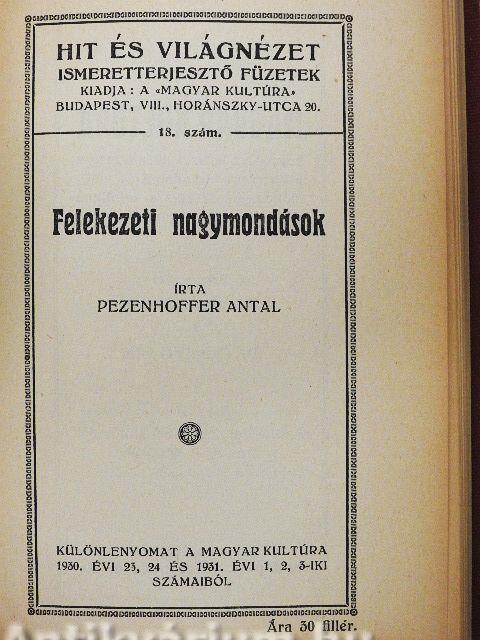 HIT ÉS VILÁGNÉZET
ISMERETTERJESZTŐ FÜZETEK
KIADJA : A «MAGYAR KULTÚRA»
BUDAPEST, VIII., HORÁNSZKY-UTCA 20.
18. szám.
Felekezeti nagymondások
ÍRTA
PEZENHOFFER ANTAL
KÜLÖNLENYOMAT A MAGYAR KULTÚRA
1930. ÉVI 23, 24 ÉS 1931. ÉVI 1, 2, 3-IKI
SZÁMAIBÓL
Ára 30 fillér.